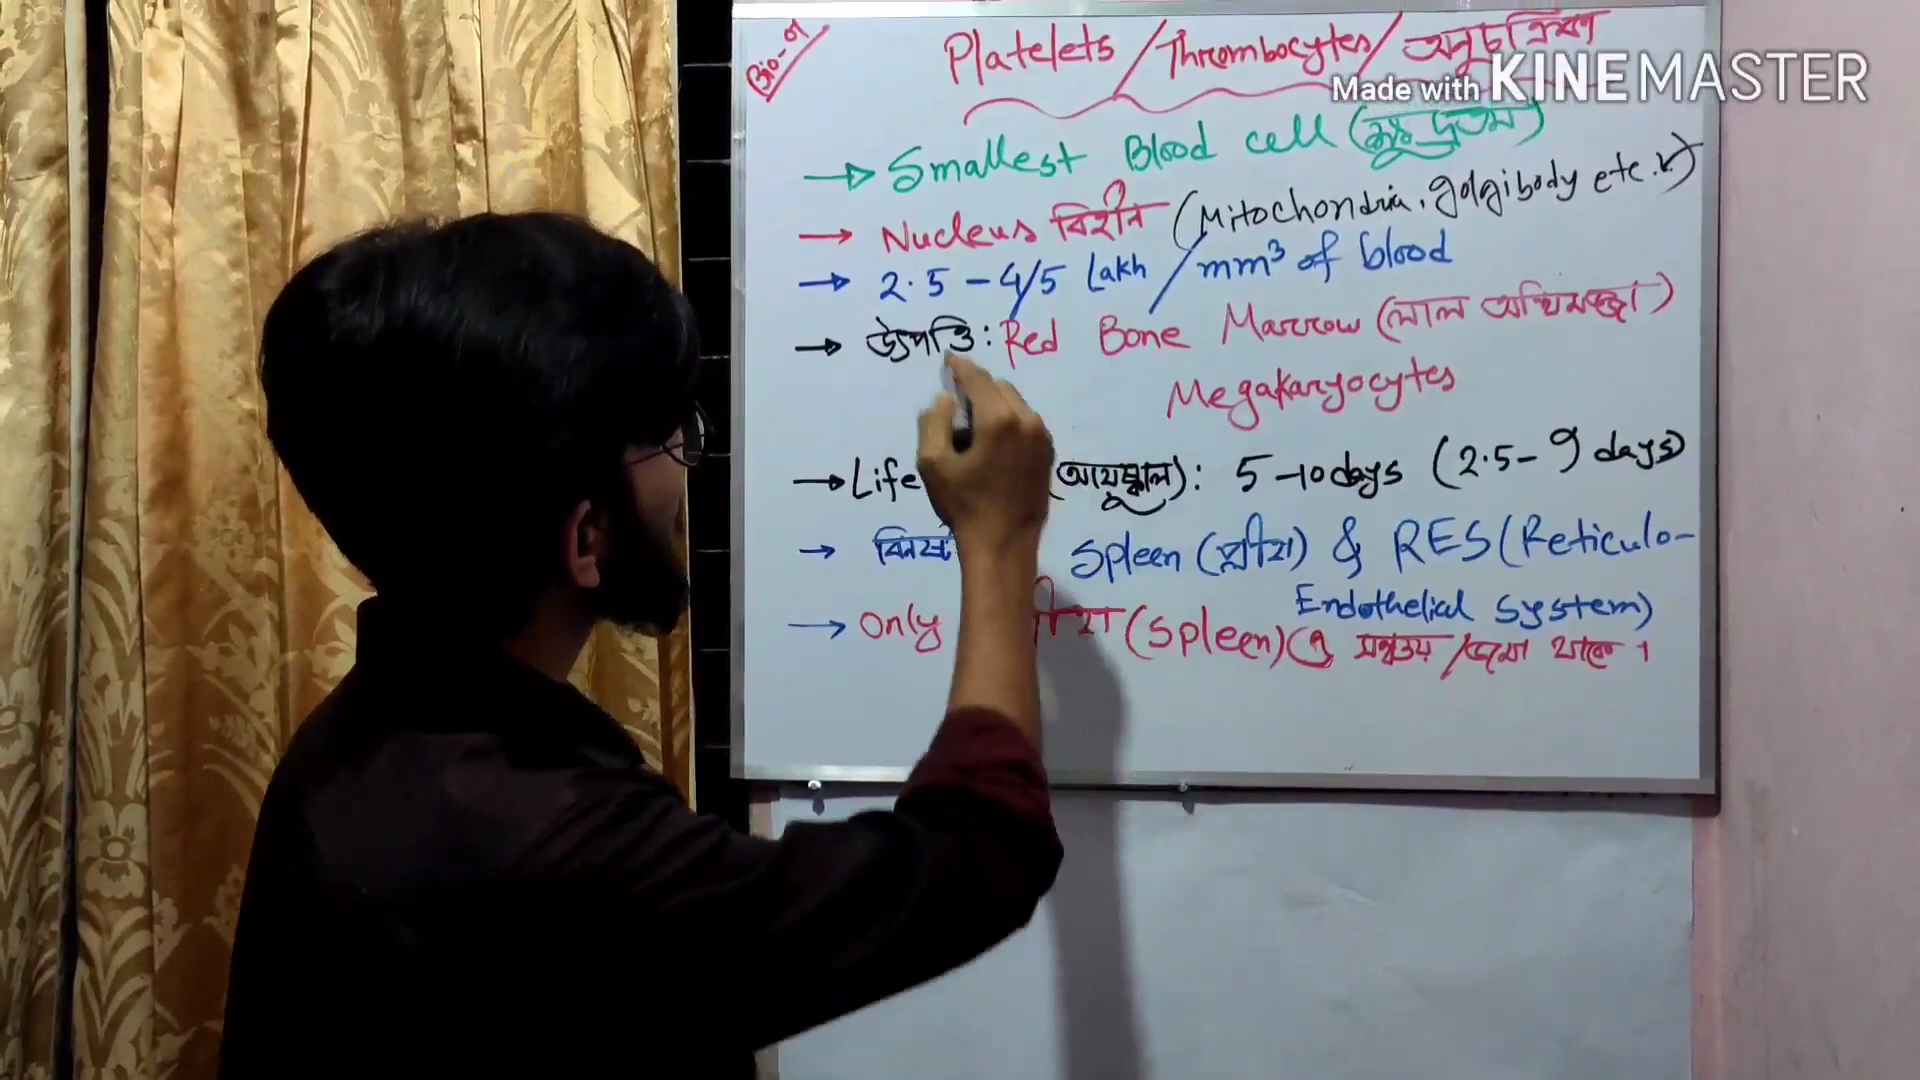 Bio-01
Platelets / Thrombocytes / অনুচক্রিকা
Made with KINEMASTER
→ Smallest Blood cell (ক্ষুদ্রতম)
→ Nucleus বিহীন (Mitochondria, golgibody etc.
→ 2.5 - 4/5 Lakh / mm³ of blood
→ উৎপত্তি : Red Bone Marrow (লাল অস্থিমজ্জা)
Megakaryocytes
→ Life (আয়ুষ্কাল) : 5 -10 days (2.5 - 9 days)
→ Spleen (প্লীহা) & RES (Reticulo-
Endothelial System)
→ Only (Spleen) এ সঞ্চয় / জমা থাকে।